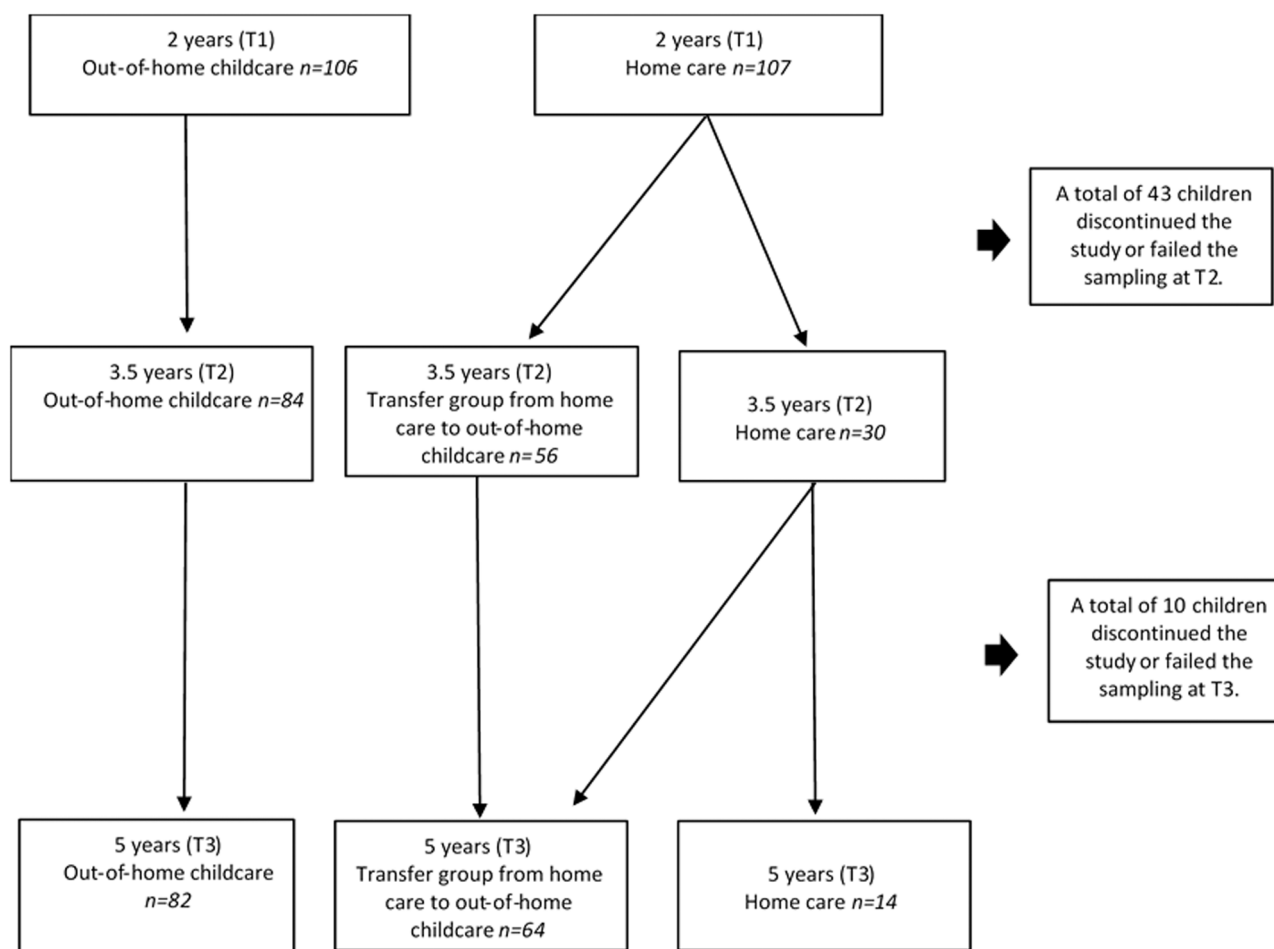 2 years (T1)
Out-of-home childcare n=106
2 years (T1)
Home care n=107
A total of 43 children
discontinued the
study or failed the
sampling at T2.
3.5 years (T2)
Out-of-home childcare n=84
3.5 years (T2)
Transfer group from home
care to out-of-home
childcare n=56
3.5 years (T2)
Home care n=30
A total of 10 children
discontinued the
study or failed the
sampling at T3.
5 years (T3)
Out-of-home childcare
n=82
5 years (T3)
Transfer group from home
care to out-of-home
childcare n=64
5 years (T3)
Home care n=14